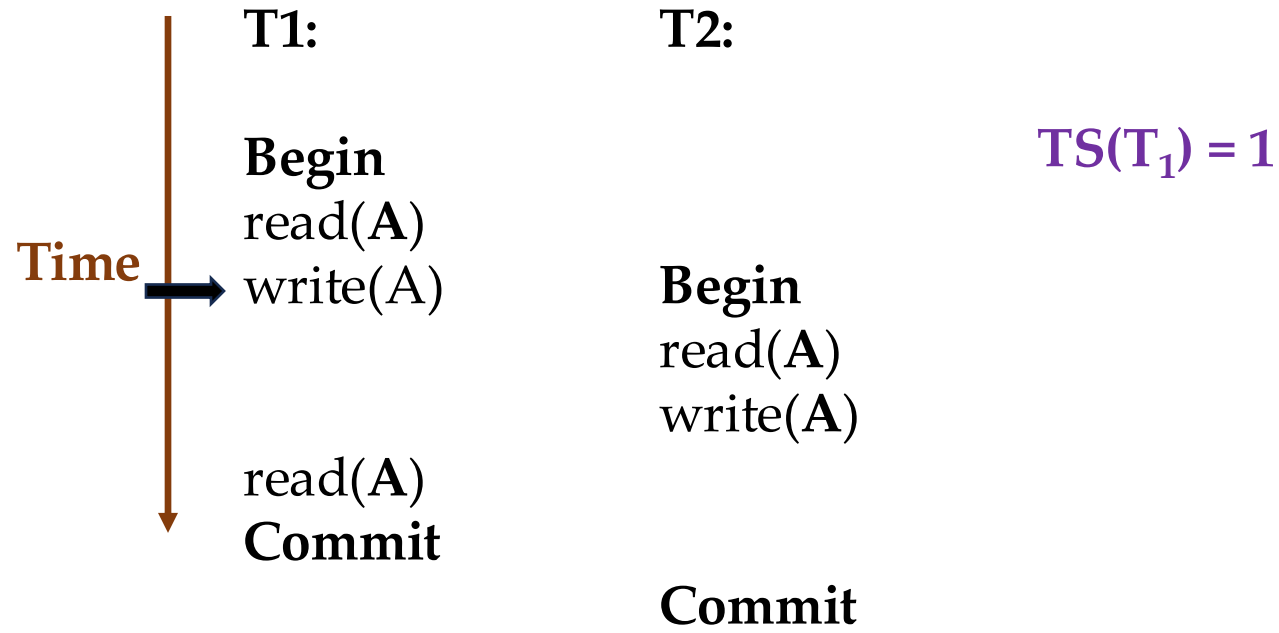 T1: T2:
Begin
TS(T₁) = 1
read(A)
Time
write(A) Begin
read(A)
write(A)
read(A)
Commit
Commit